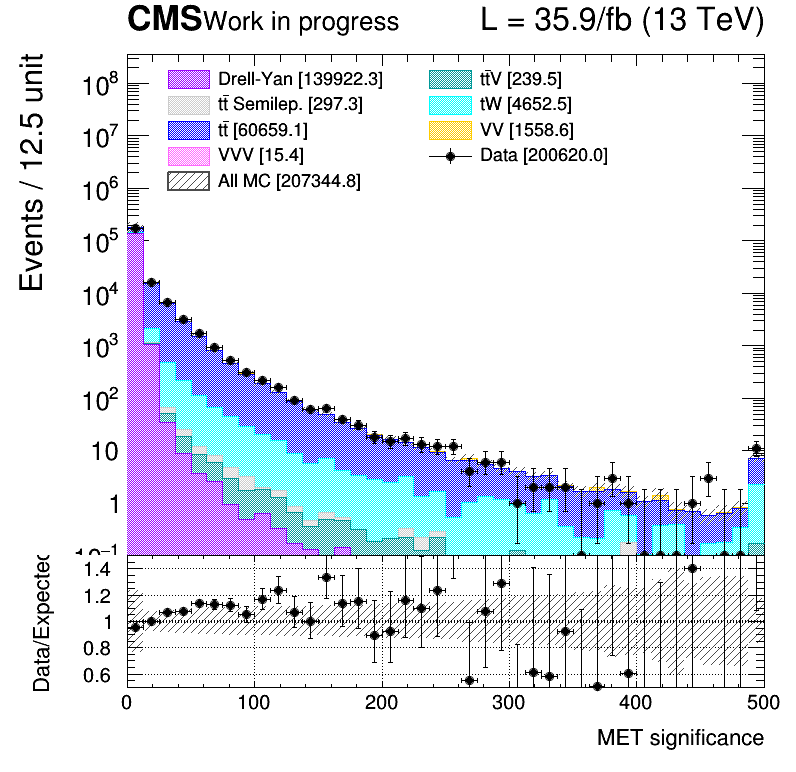 CMS Work in progress L = 35.9/fb (13 TeV)
Events / 12.5 unit
10⁸
10⁷
10⁶
10⁵
10⁴
10³
10²
10
1
10⁻¹
Drell-Yan [139922.3]
tt̄ Semilep. [297.3]
tt̄ [60659.1]
VVV [15.4]
All MC [207344.8]
tt̄V [239.5]
tW [4652.5]
VV [1558.6]
Data [200620.0]
Data/Expected
1.4
1.2
1
0.8
0.6
0 100 200 300 400 500
MET significance